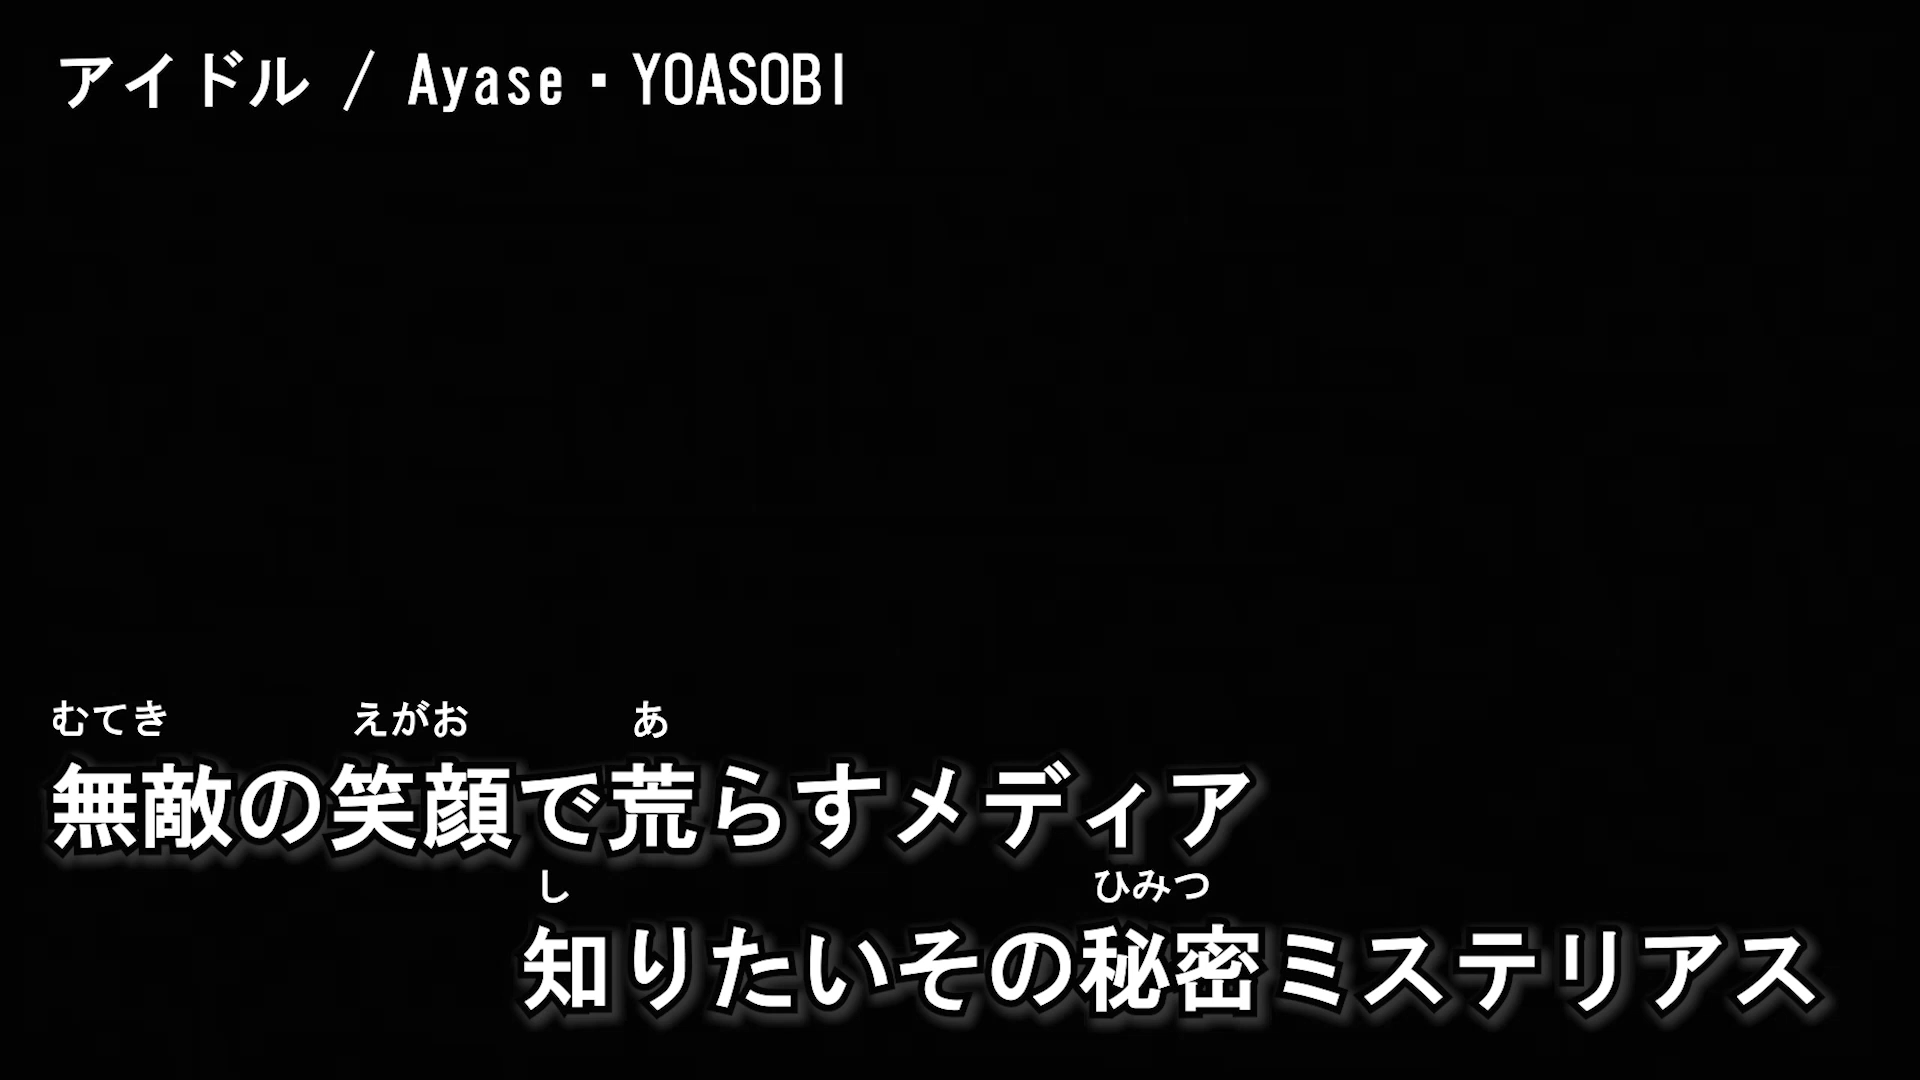 アイドル / Ayase・YOASOBI
むてき えがお あ
無敵の笑顔で荒らすメディア
し ひみつ
知りたいその秘密ミステリアス